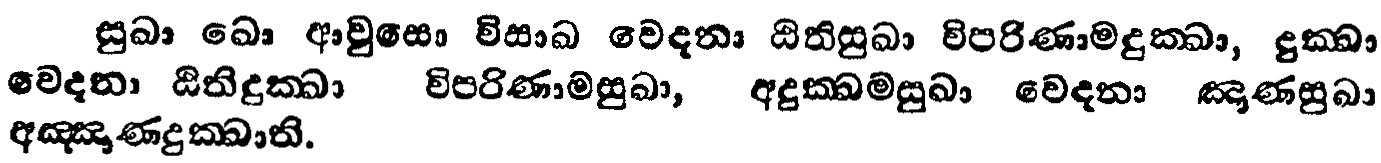 සුඛා ඛො ආවුසො විසාඛ වෙදනා ඨිතිසුඛා විපරිණාමදුක්ඛා, දුක්ඛා
වෙදනා ඨිතිදුක්ඛා විපරිණාමසුඛා, අදුක්ඛමසුඛා වෙදනා ඤාණසුඛා
අඤ්ඤාණදුක්ඛාති.